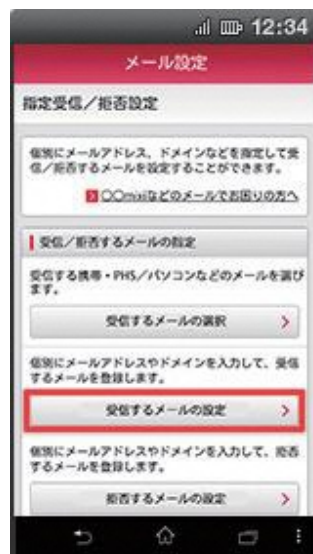 12:34
メール設定
指定受信/拒否設定
個別にメールアドレス、ドメインなどを指定して受
信/拒否するメールを設定することができます。
〇〇mailなどのメールでお困りの方へ
受信/拒否するメールの指定
受信する携帯・PHS/パソコンなどのメールを選び
ます。
受信するメールの選択
個別にメールアドレスやドメインを入力して、受信
するメールを登録します。
受信するメールの設定
個別にメールアドレスやドメインを入力して、拒否
するメールを登録します。
拒否するメールの設定